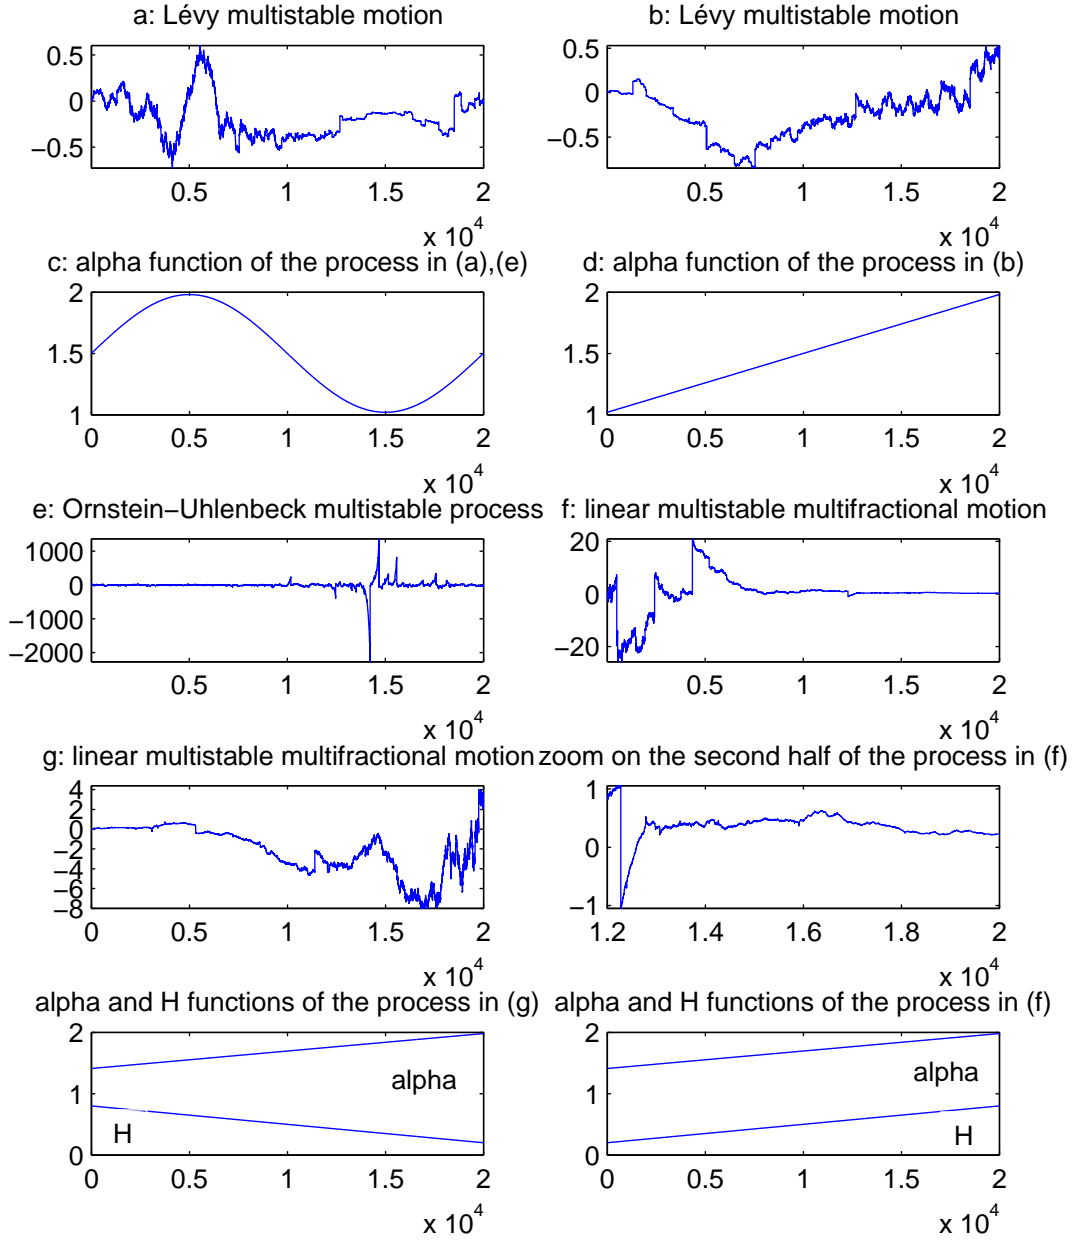 a: Lévy multistable motion
0.5
0
−0.5
0.5 1 1.5 2
x 10^4
b: Lévy multistable motion
0.5
0
−0.5
0.5 1 1.5 2
x 10^4
c: alpha function of the process in (a),(e)
2
1.5
1
0 0.5 1 1.5 2
x 10^4
d: alpha function of the process in (b)
2
1.5
1
0 0.5 1 1.5 2
x 10^4
e: Ornstein−Uhlenbeck multistable process
1000
0
−1000
−2000
0.5 1 1.5 2
x 10^4
f: linear multistable multifractional motion
20
0
−20
0.5 1 1.5 2
x 10^4
g: linear multistable multifractional motion
4
2
0
−2
−4
−6
−8
0 0.5 1 1.5 2
x 10^4
zoom on the second half of the process in (f)
1
0
−1
1.2 1.4 1.6 1.8 2
x 10^4
alpha and H functions of the process in (g)
2
1
0
alpha
H
0 0.5 1 1.5 2
x 10^4
alpha and H functions of the process in (f)
2
1
0
alpha
H
0 0.5 1 1.5 2
x 10^4